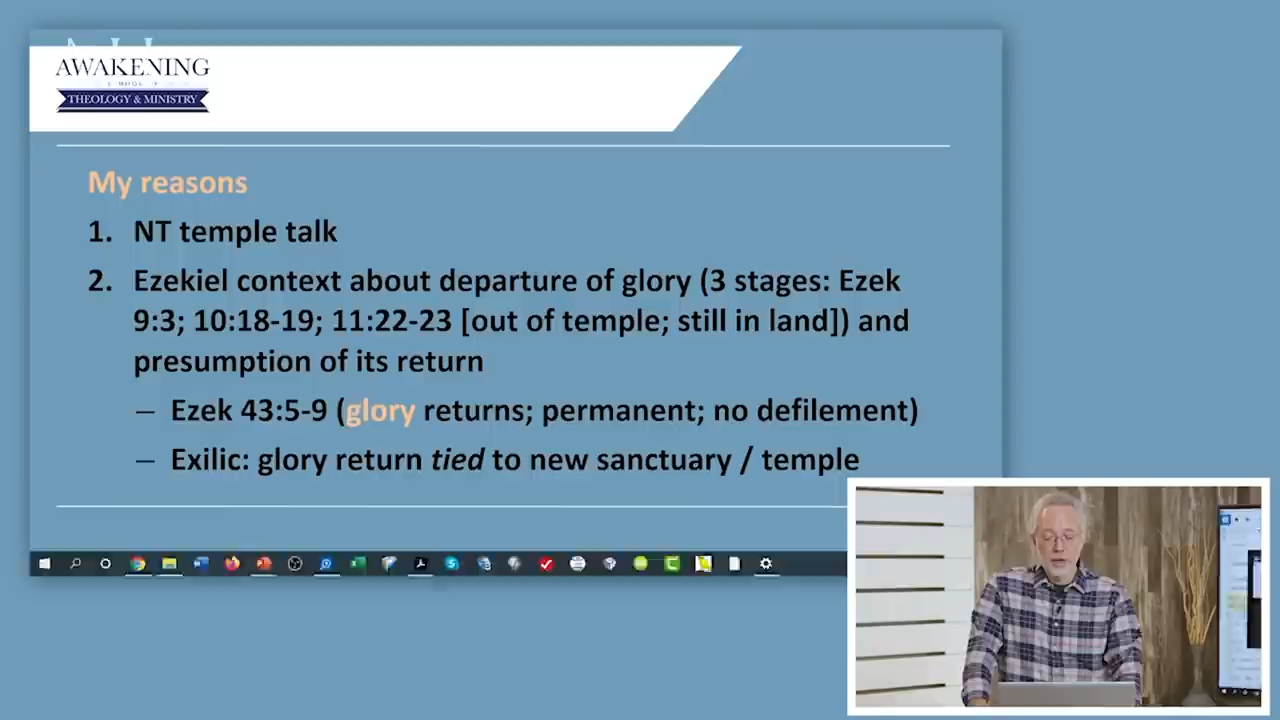 AWAKENING
THEOLOGY & MINISTRY
My reasons
1. NT temple talk
2. Ezekiel context about departure of glory (3 stages: Ezek
9:3; 10:18-19; 11:22-23 [out of temple; still in land]) and
presumption of its return
– Ezek 43:5-9 (glory returns; permanent; no defilement)
– Exilic: glory return tied to new sanctuary / temple